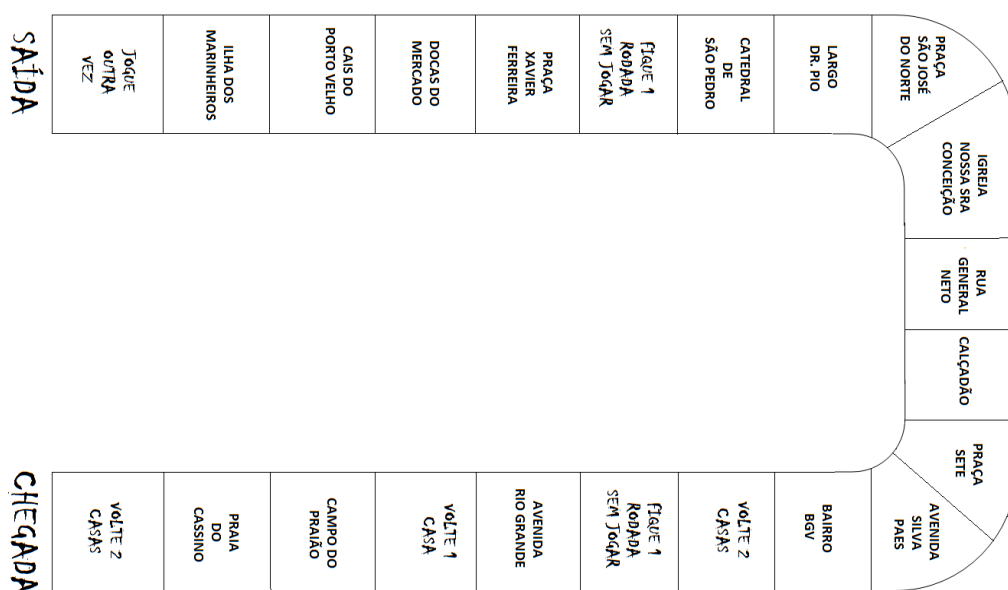 SAÍDA
JOGUE
OUTRA
VEZ
ILHA DOS
MARINHEIROS
CAIS DO
PORTO VELHO
DOCAS DO
MERCADO
PRAÇA
XAVIER
FERREIRA
FIQUE 1
RODADA
SEM JOGAR
CATEDRAL
DE
SÃO PEDRO
LARGO
DR. PIO
PRAÇA
SÃO JOSÉ
DO NORTE
IGREJA
NOSSA SRA
CONCEIÇÃO
RUA
GENERAL
NETO
CALÇADÃO
PRAÇA
SETE
AVENIDA
SILVA
PAES
BAIRRO
BGV
VOLTE 2
CASAS
FIQUE 1
RODADA
SEM JOGAR
AVENIDA
RIO GRANDE
VOLTE 1
CASA
CAMPO DO
PRAIÃO
PRAIA
DO
CASSINO
VOLTE 2
CASAS
CHEGADA